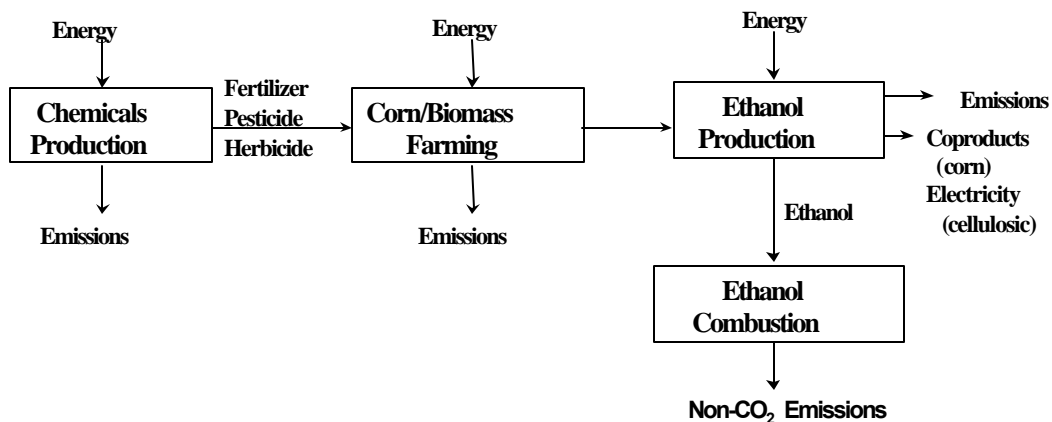 Energy
Energy
Energy
Chemicals
Production
Fertilizer
Pesticide
Herbicide
Corn/Biomass
Farming
Ethanol
Production
Emissions
Coproducts
(corn)
Electricity
(cellulosic)
Emissions
Emissions
Ethanol
Ethanol
Combustion
Non-CO₂ Emissions